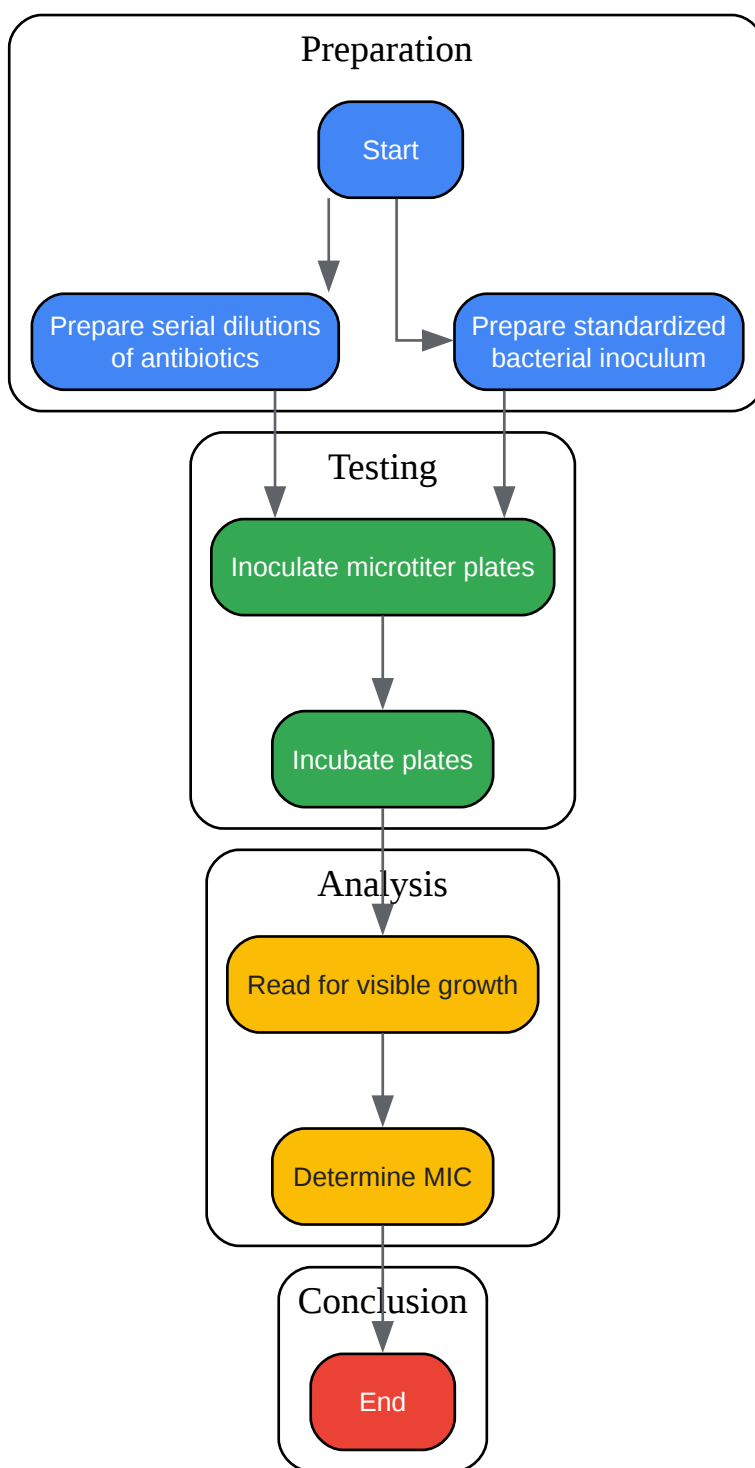 Preparation
Start
Prepare serial dilutions
of antibiotics
Prepare standardized
bacterial inoculum
Testing
Inoculate microtiter plates
Incubate plates
Analysis
Read for visible growth
Determine MIC
Conclusion
End